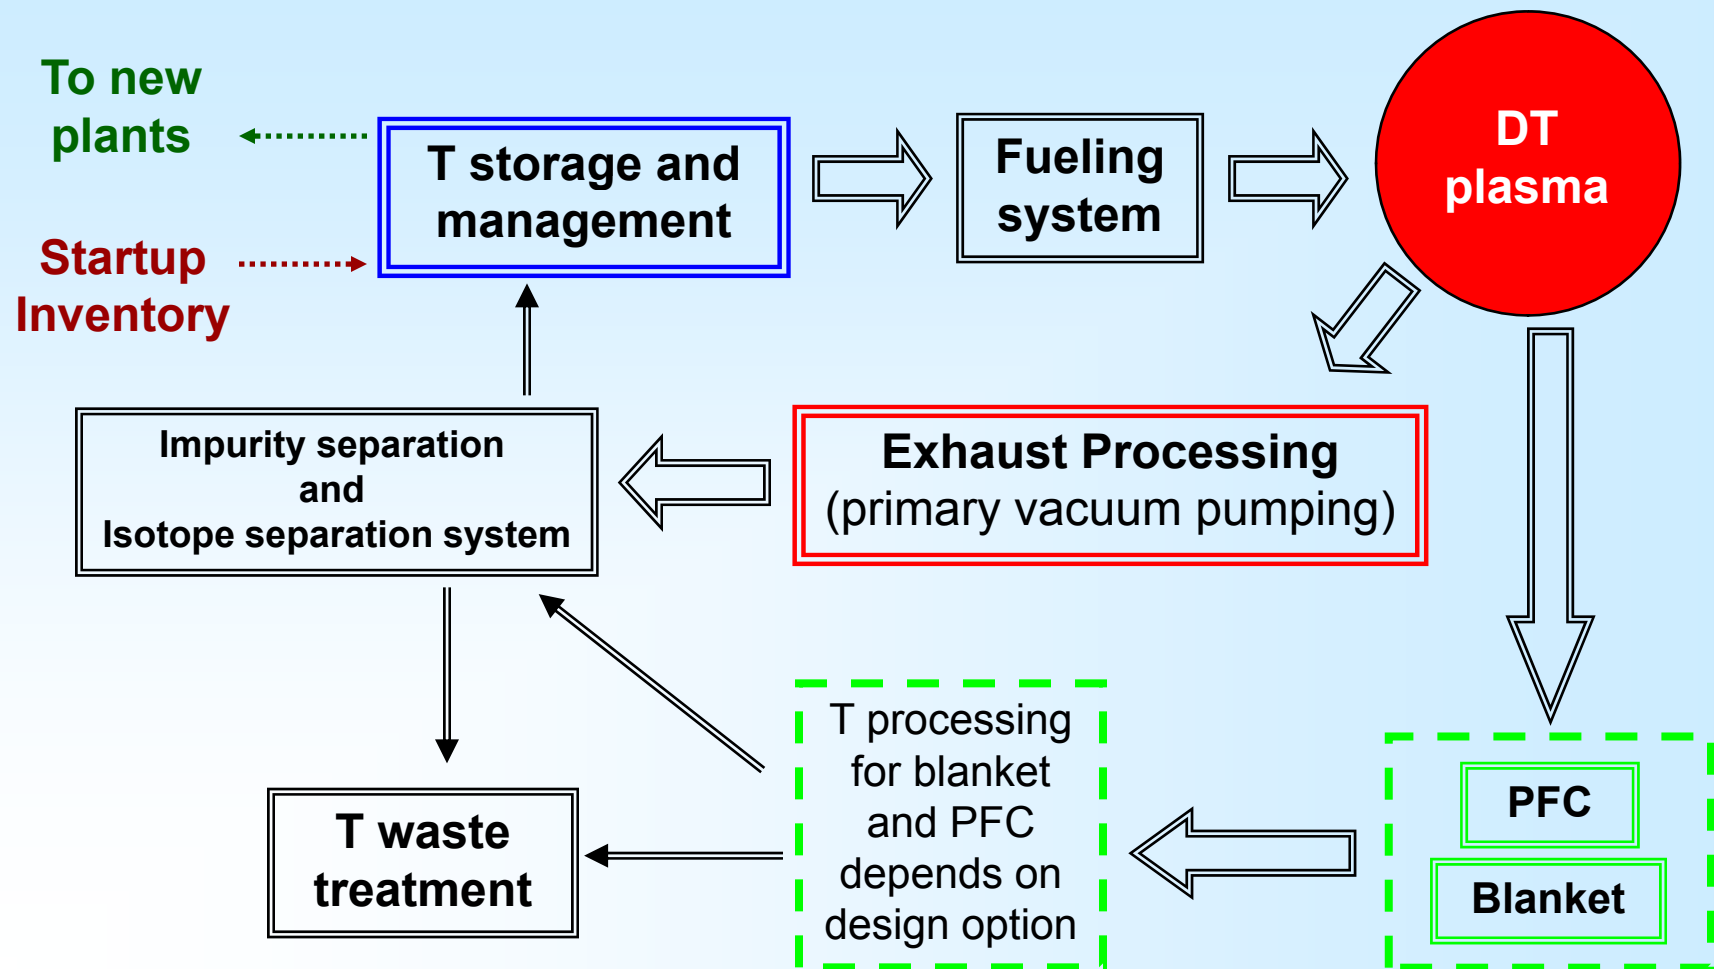 To new
plants
Startup
Inventory
T storage and
management
Fueling
system
DT
plasma
Impurity separation
and
Isotope separation system
Exhaust Processing
(primary vacuum pumping)
T waste
treatment
T processing
for blanket
and PFC
depends on
design option
PFC
Blanket